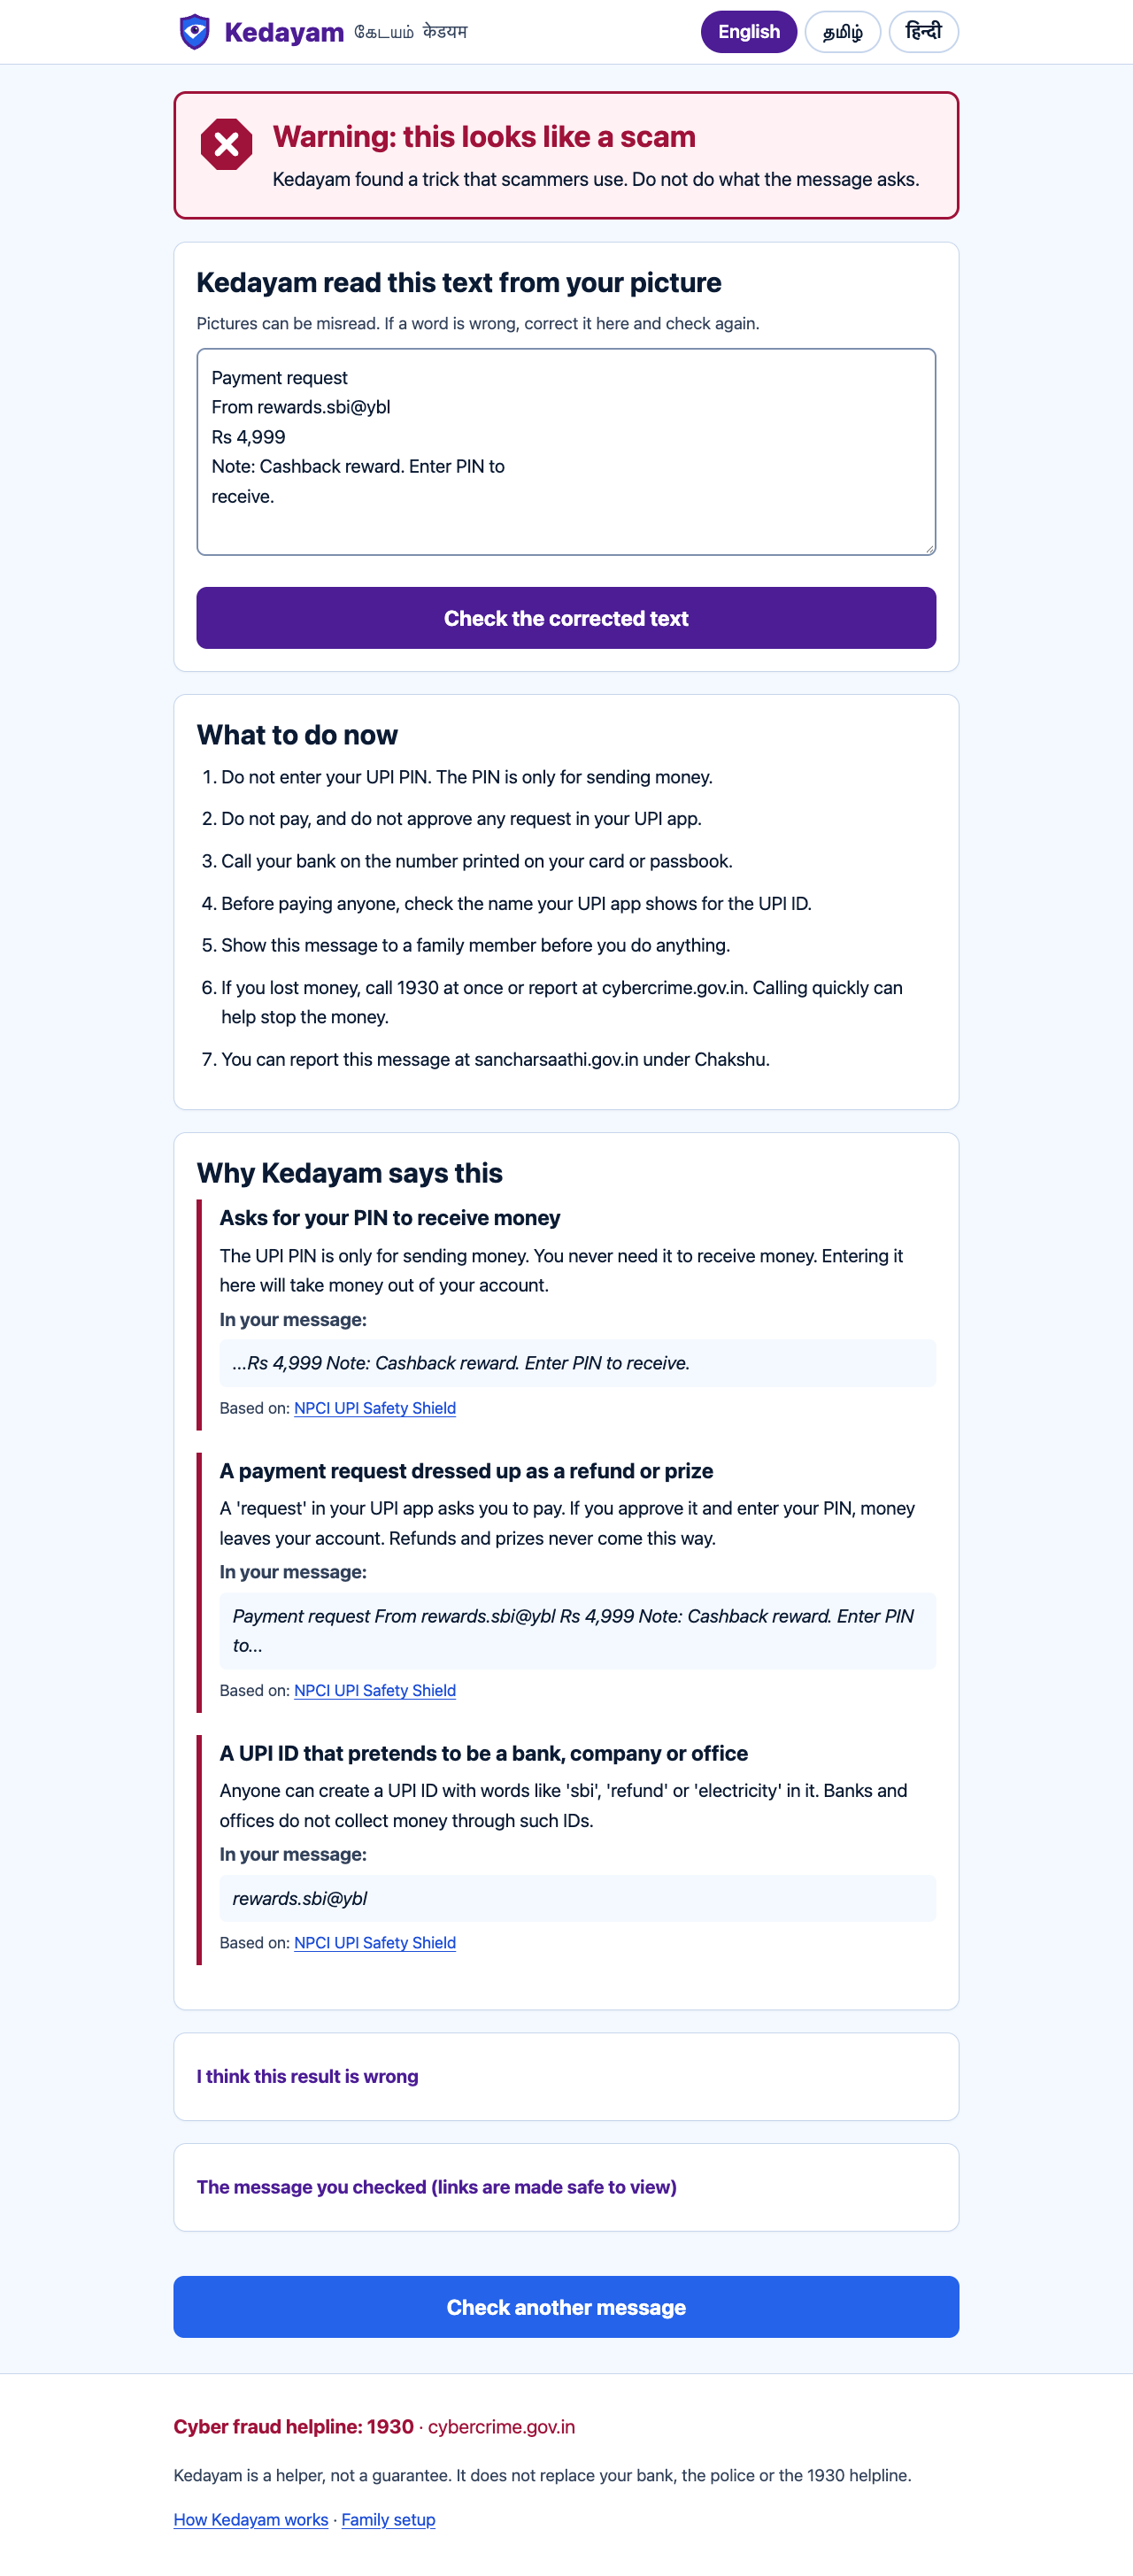 Kedayam கேடயம் केडयम
English தமிழ் हिन्दी
Warning: this looks like a scam
Kedayam found a trick that scammers use. Do not do what the message asks.
Kedayam read this text from your picture
Pictures can be misread. If a word is wrong, correct it here and check again.
Payment request
From rewards.sbi@ybl
Rs 4,999
Note: Cashback reward. Enter PIN to
receive.
Check the corrected text
What to do now
1. Do not enter your UPI PIN. The PIN is only for sending money.
2. Do not pay, and do not approve any request in your UPI app.
3. Call your bank on the number printed on your card or passbook.
4. Before paying anyone, check the name your UPI app shows for the UPI ID.
5. Show this message to a family member before you do anything.
6. If you lost money, call 1930 at once or report at cybercrime.gov.in. Calling quickly can
help stop the money.
7. You can report this message at sancharsaathi.gov.in under Chakshu.
Why Kedayam says this
Asks for your PIN to receive money
The UPI PIN is only for sending money. You never need it to receive money. Entering it
here will take money out of your account.
In your message:
...Rs 4,999 Note: Cashback reward. Enter PIN to receive.
Based on: NPCI UPI Safety Shield
A payment request dressed up as a refund or prize
A 'request' in your UPI app asks you to pay. If you approve it and enter your PIN, money
leaves your account. Refunds and prizes never come this way.
In your message:
Payment request From rewards.sbi@ybl Rs 4,999 Note: Cashback reward. Enter PIN
to...
Based on: NPCI UPI Safety Shield
A UPI ID that pretends to be a bank, company or office
Anyone can create a UPI ID with words like 'sbi', 'refund' or 'electricity' in it. Banks and
offices do not collect money through such IDs.
In your message:
rewards.sbi@ybl
Based on: NPCI UPI Safety Shield
I think this result is wrong
The message you checked (links are made safe to view)
Check another message
Cyber fraud helpline: 1930 · cybercrime.gov.in
Kedayam is a helper, not a guarantee. It does not replace your bank, the police or the 1930 helpline.
How Kedayam works · Family setup